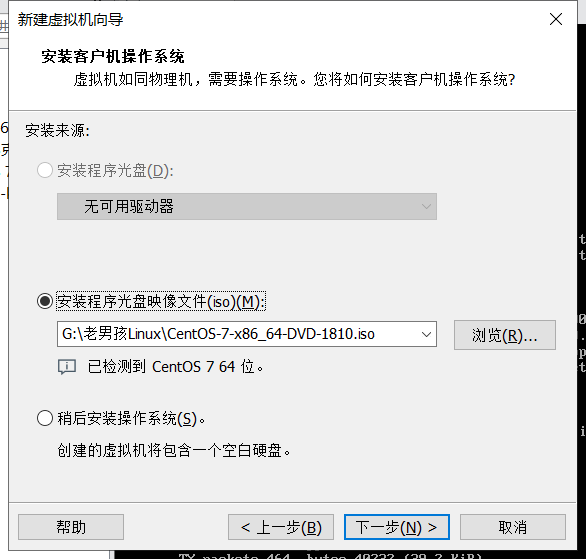 新建虚拟机向导
安装客户机操作系统
虚拟机如同物理机，需要操作系统。您将如何安装客户机操作系统?
安装来源:
安装程序光盘(D):
无可用驱动器
安装程序光盘映像文件(iso)(M):
G:\老男孩Linux\CentOS-7-x86_64-DVD-1810.iso
浏览(R)...
已检测到 CentOS 7 64 位。
稍后安装操作系统(S)。
创建的虚拟机将包含一个空白硬盘。
帮助
< 上一步(B)
下一步(N) >
取消